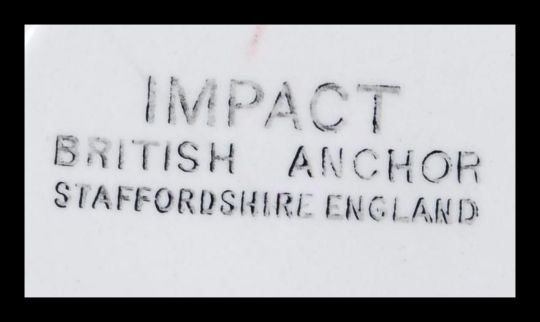 IMPACT
BRITISH ANCHOR
STAFFORDSHIRE ENGLAND